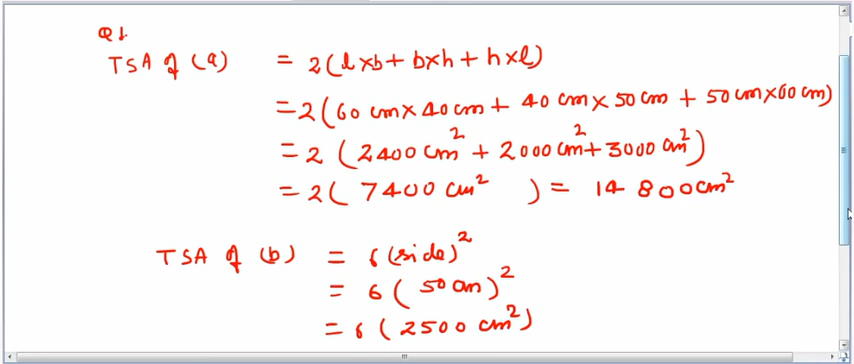 Q1.
TSA of (a) = 2(l×b + b×h + h×l)
= 2(60 cm × 40 cm + 40 cm × 50 cm + 50 cm × 60 cm)
= 2 (2400 cm² + 2000 cm² + 3000 cm²)
= 2 (7400 cm² ) = 14 800 cm²
TSA of (b) = 6 (side)²
= 6 (50 cm)²
= 6 (2500 cm²)